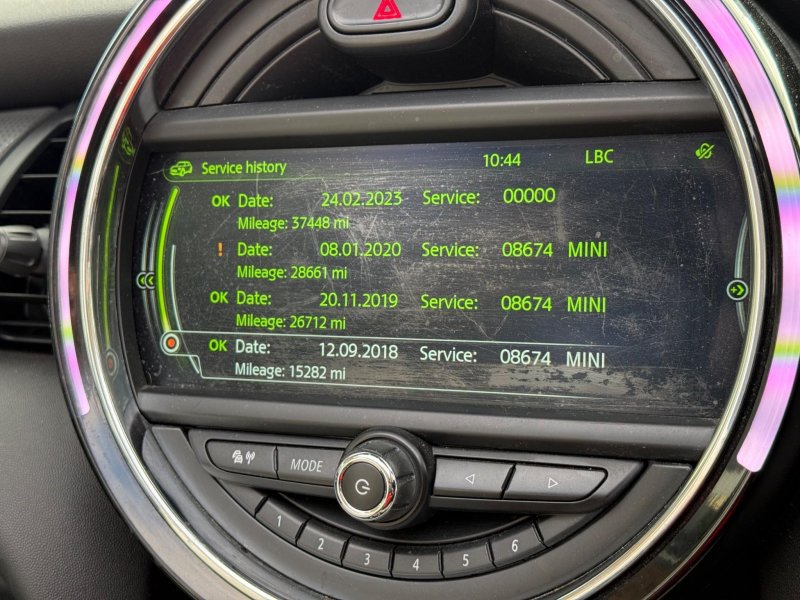 Service history 10:44 LBC
OK Date: 24.02.2023 Service: 00000
Mileage: 37448 mi
! Date: 08.01.2020 Service: 08674 MINI
Mileage: 28661 mi
OK Date: 20.11.2019 Service: 08674 MINI
Mileage: 26712 mi
OK Date: 12.09.2018 Service: 08674 MINI
Mileage: 15282 mi
MODE
1 2 3 4 5 6